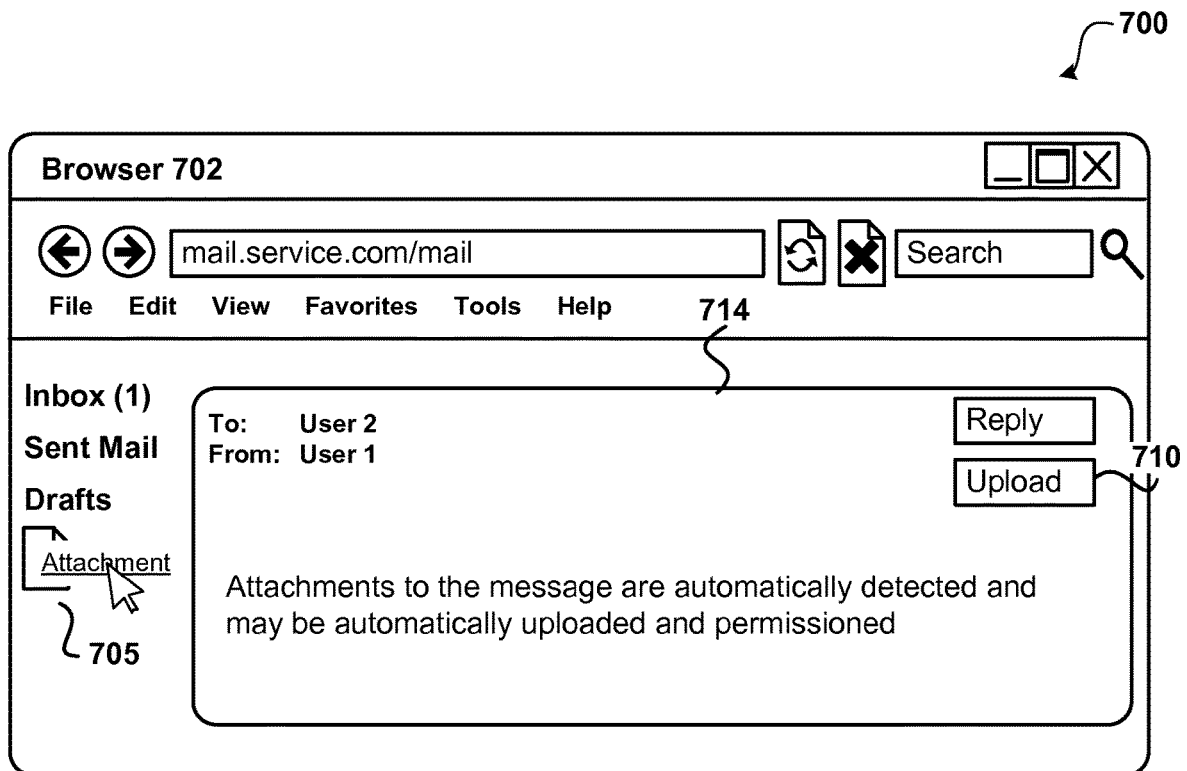 700
Browser 702
mail.service.com/mail
Search
File Edit View Favorites Tools Help
714
Inbox (1)
Sent Mail
Drafts
Attachment
705
To: User 2
From: User 1
Reply
Upload
710
Attachments to the message are automatically detected and
may be automatically uploaded and permissioned